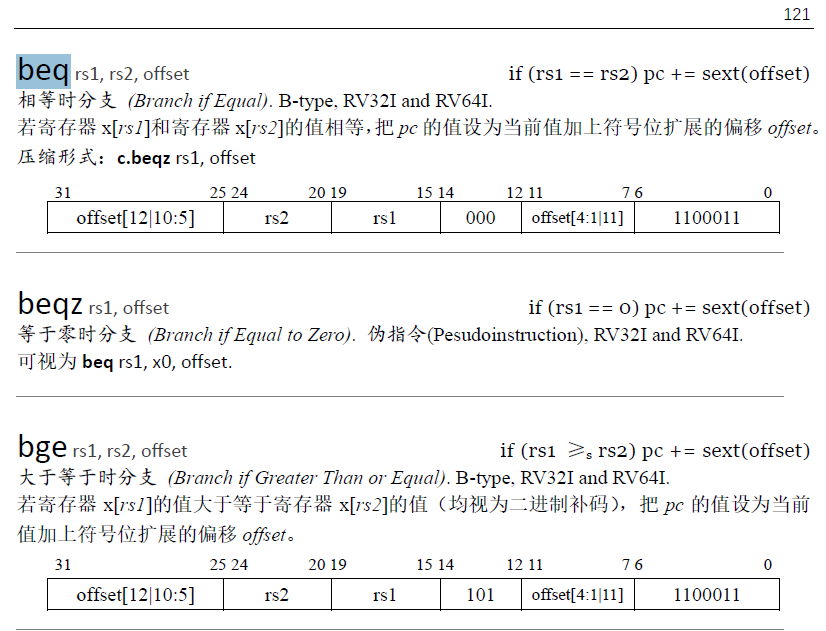 121
beq rs1, rs2, offset if (rs1 == rs2) pc += sext(offset)
相等时分支 (Branch if Equal). B-type, RV32I and RV64I.
若寄存器 x[rs1]和寄存器 x[rs2]的值相等，把 pc 的值设为当前值加上符号位扩展的偏移 offset。
压缩形式：c.beqz rs1, offset
31 25 24 20 19 15 14 12 11 7 6 0
offset[12|10:5] rs2 rs1 000 offset[4:1|11] 1100011
beqz rs1, offset if (rs1 == 0) pc += sext(offset)
等于零时分支 (Branch if Equal to Zero). 伪指令(Pesudoinstruction), RV32I and RV64I.
可视为 beq rs1, x0, offset.
bge rs1, rs2, offset if (rs1 ≥s rs2) pc += sext(offset)
大于等于时分支 (Branch if Greater Than or Equal). B-type, RV32I and RV64I.
若寄存器 x[rs1]的值大于等于寄存器 x[rs2]的值（均视为二进制补码），把 pc 的值设为当前
值加上符号位扩展的偏移 offset。
31 25 24 20 19 15 14 12 11 7 6 0
offset[12|10:5] rs2 rs1 101 offset[4:1|11] 1100011